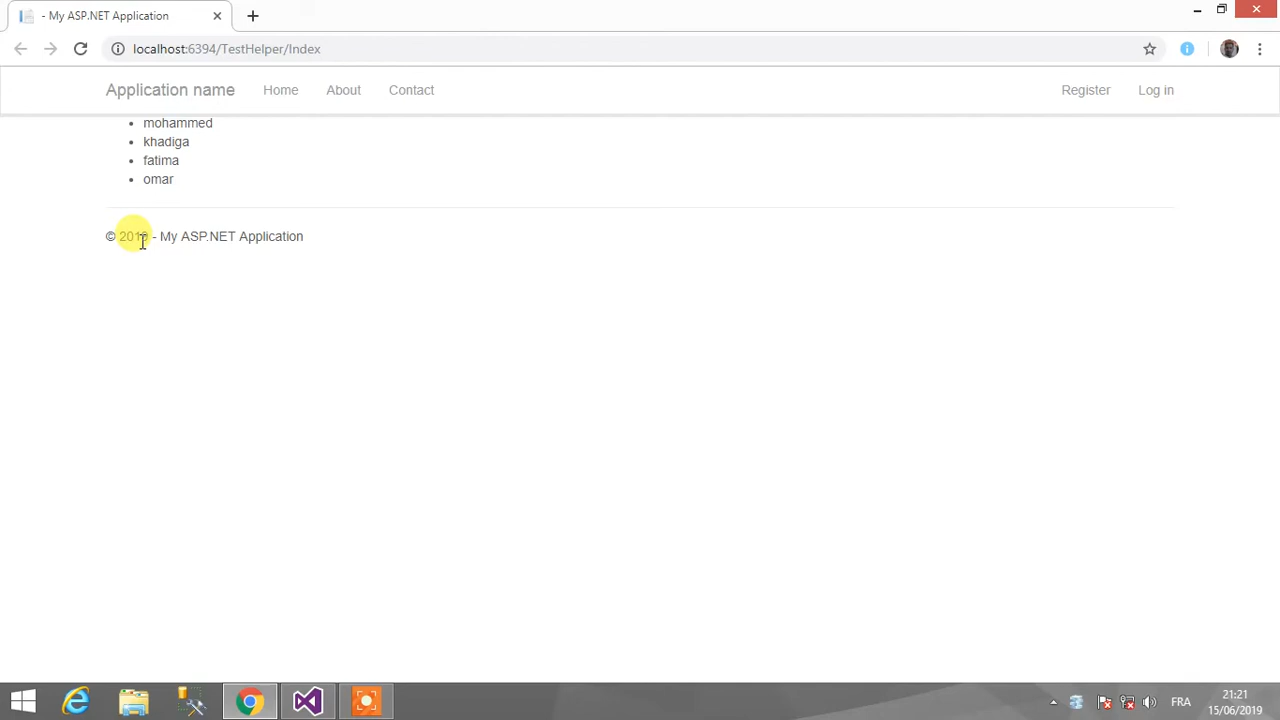 - My ASP.NET Application
localhost:6394/TestHelper/Index
Application name Home About Contact Register Log in
mohammed
khadiga
fatima
omar
© 2019 - My ASP.NET Application
FRA
21:21
15/06/2019